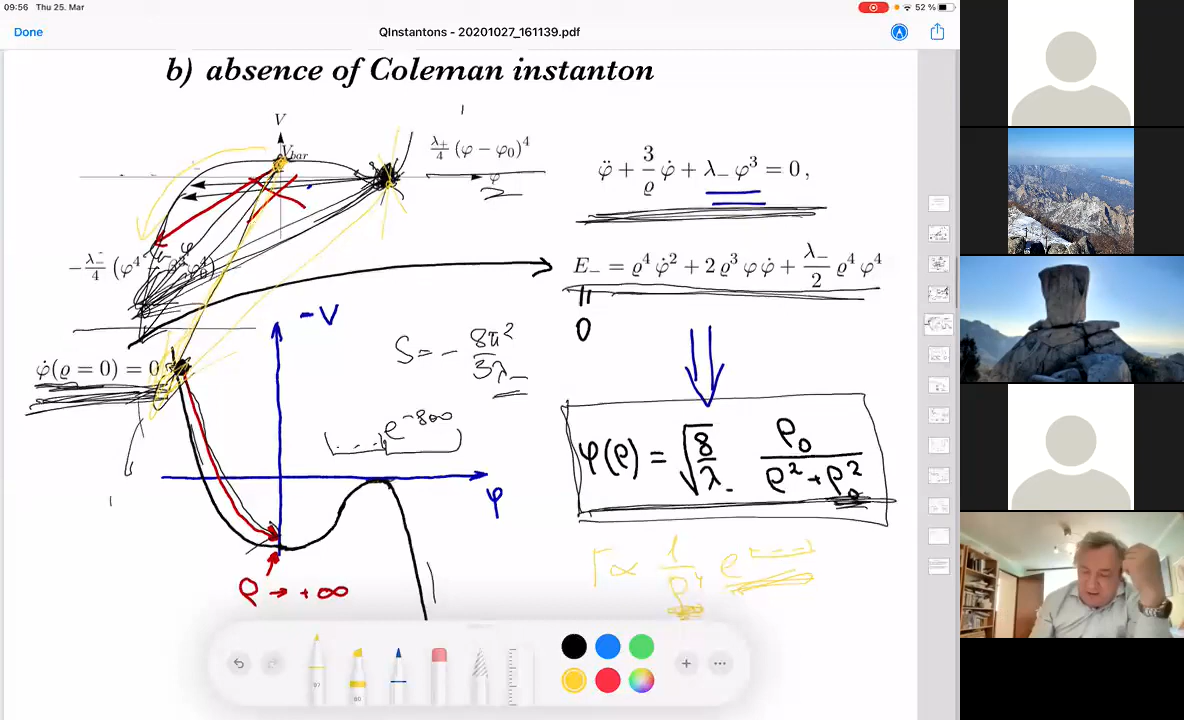 09:56 Thu 25. Mar
52 %
Done
QInstantons - 20201027_161139.pdf
b) absence of Coleman instanton
V
V_bar
λ₊/4 (φ − φ₀)⁴
φ
φ̈ + 3/ϱ φ̇ + λ₋ φ³ = 0 ,
E₋ = ϱ⁴ φ̇² + 2 ϱ³ φ φ̇ + λ₋/2 ϱ⁴ φ⁴
0
−V
S = − 8π²/3λ₋
φ̇(ϱ = 0) = 0
e⁻⁸⁰⁰
φ(ρ) = √(8/λ₋) ρ₀/(ρ² + ρ₀²)
φ
Γ ∝ 1/ρ⁴ e
ρ → +∞